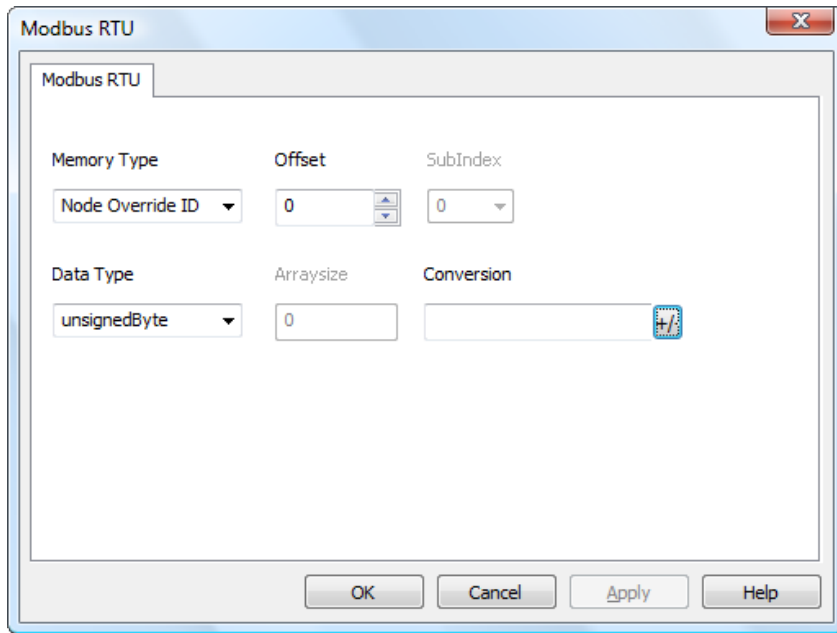 Modbus RTU
Modbus RTU
Memory Type Offset SubIndex
Node Override ID 0 0
Data Type Arraysize Conversion
unsignedByte 0 +/-
OK Cancel Apply Help